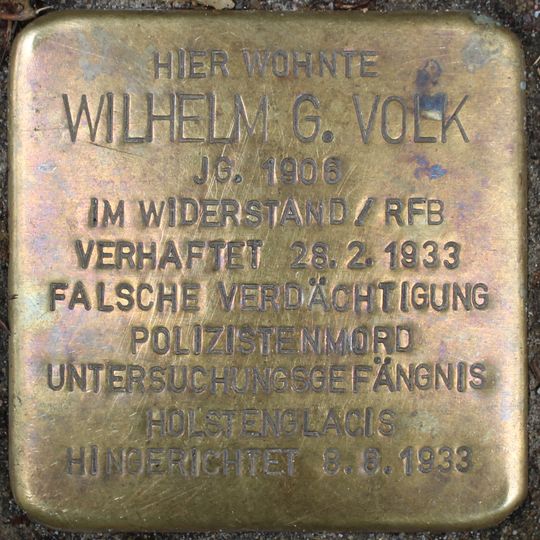 HIER WOHNTE
WILHELM G. VOLK
JG. 1906
IM WIDERSTAND / RFB
VERHAFTET 28.2.1933
FALSCHE VERDÄCHTIGUNG
POLIZISTENMORD
UNTERSUCHUNGSGEFÄNGNIS
HOLSTENGLACIS
HINGERICHTET 8.8.1933